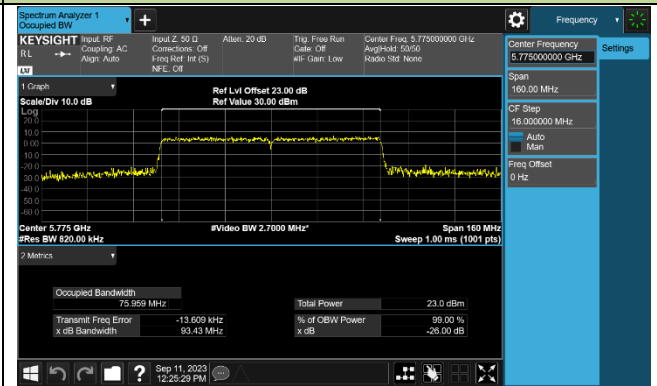 Spectrum Analyzer 1
Occupied BW
Frequency
KEYSIGHT
RL
LXI
Input: RF
Coupling: AC
Align: Auto
Input Z: 50 Ω
Corrections: Off
Freq Ref: Int (S)
NFE: Off
Atten: 20 dB
Trig: Free Run
Gate: Off
#IF Gain: Low
Center Freq: 5.775000000 GHz
Avg|Hold: 50/50
Radio Std: None
Center Frequency
5.775000000 GHz
Settings
Span
160.00 MHz
CF Step
16.000000 MHz
Auto
Man
Freq Offset
0 Hz
1 Graph
Scale/Div 10.0 dB
Ref Lvl Offset 23.00 dB
Ref Value 30.00 dBm
Log
20.0
10.0
0.00
-10.0
-20.0
-30.0
-40.0
-50.0
-60.0
Center 5.775 GHz
#Video BW 2.7000 MHz*
Span 160 MHz
#Res BW 820.00 kHz
Sweep 1.00 ms (1001 pts)
2 Metrics
Occupied Bandwidth
75.959 MHz
Total Power
23.0 dBm
Transmit Freq Error
-13.609 kHz
% of OBW Power
99.00 %
x dB Bandwidth
93.43 MHz
x dB
-26.00 dB
Sep 11, 2023
12:25:29 PM